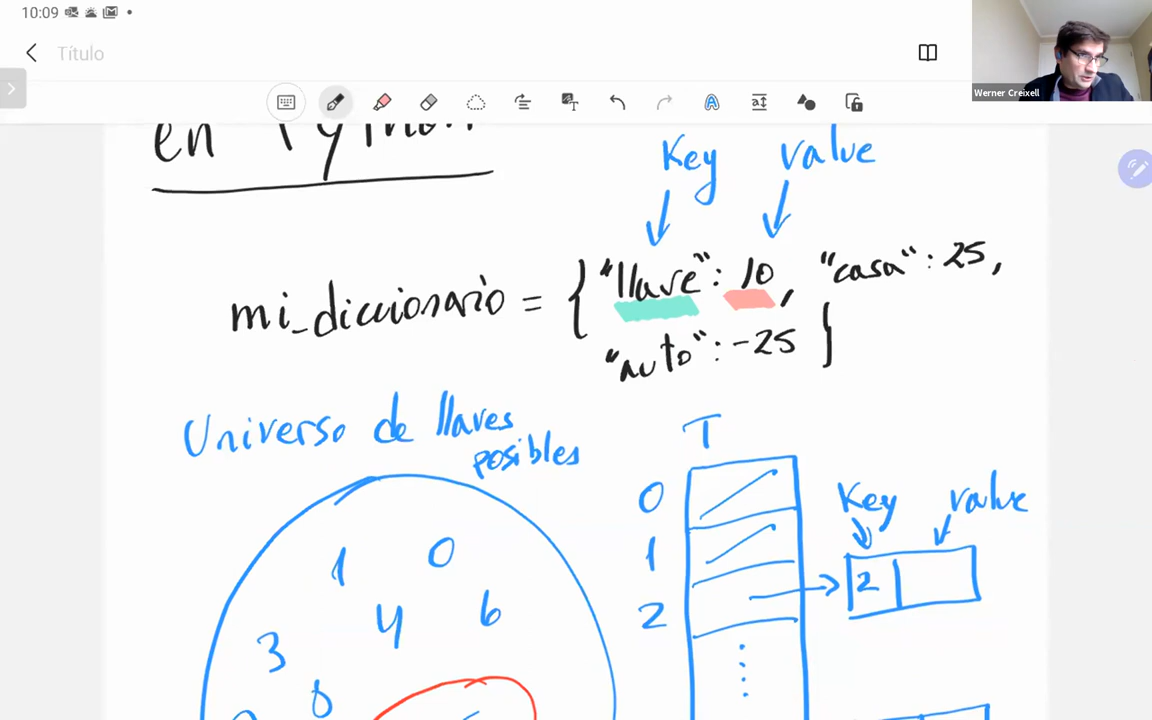 10:09
Título
Werner Creixell
en Python
Key value
mi_diccionario = { "llave": 10, "casa": 25,
"auto": -25 }
Universo de llaves
posibles
T
0
Key value
1 0
1
2
2
4 6
3